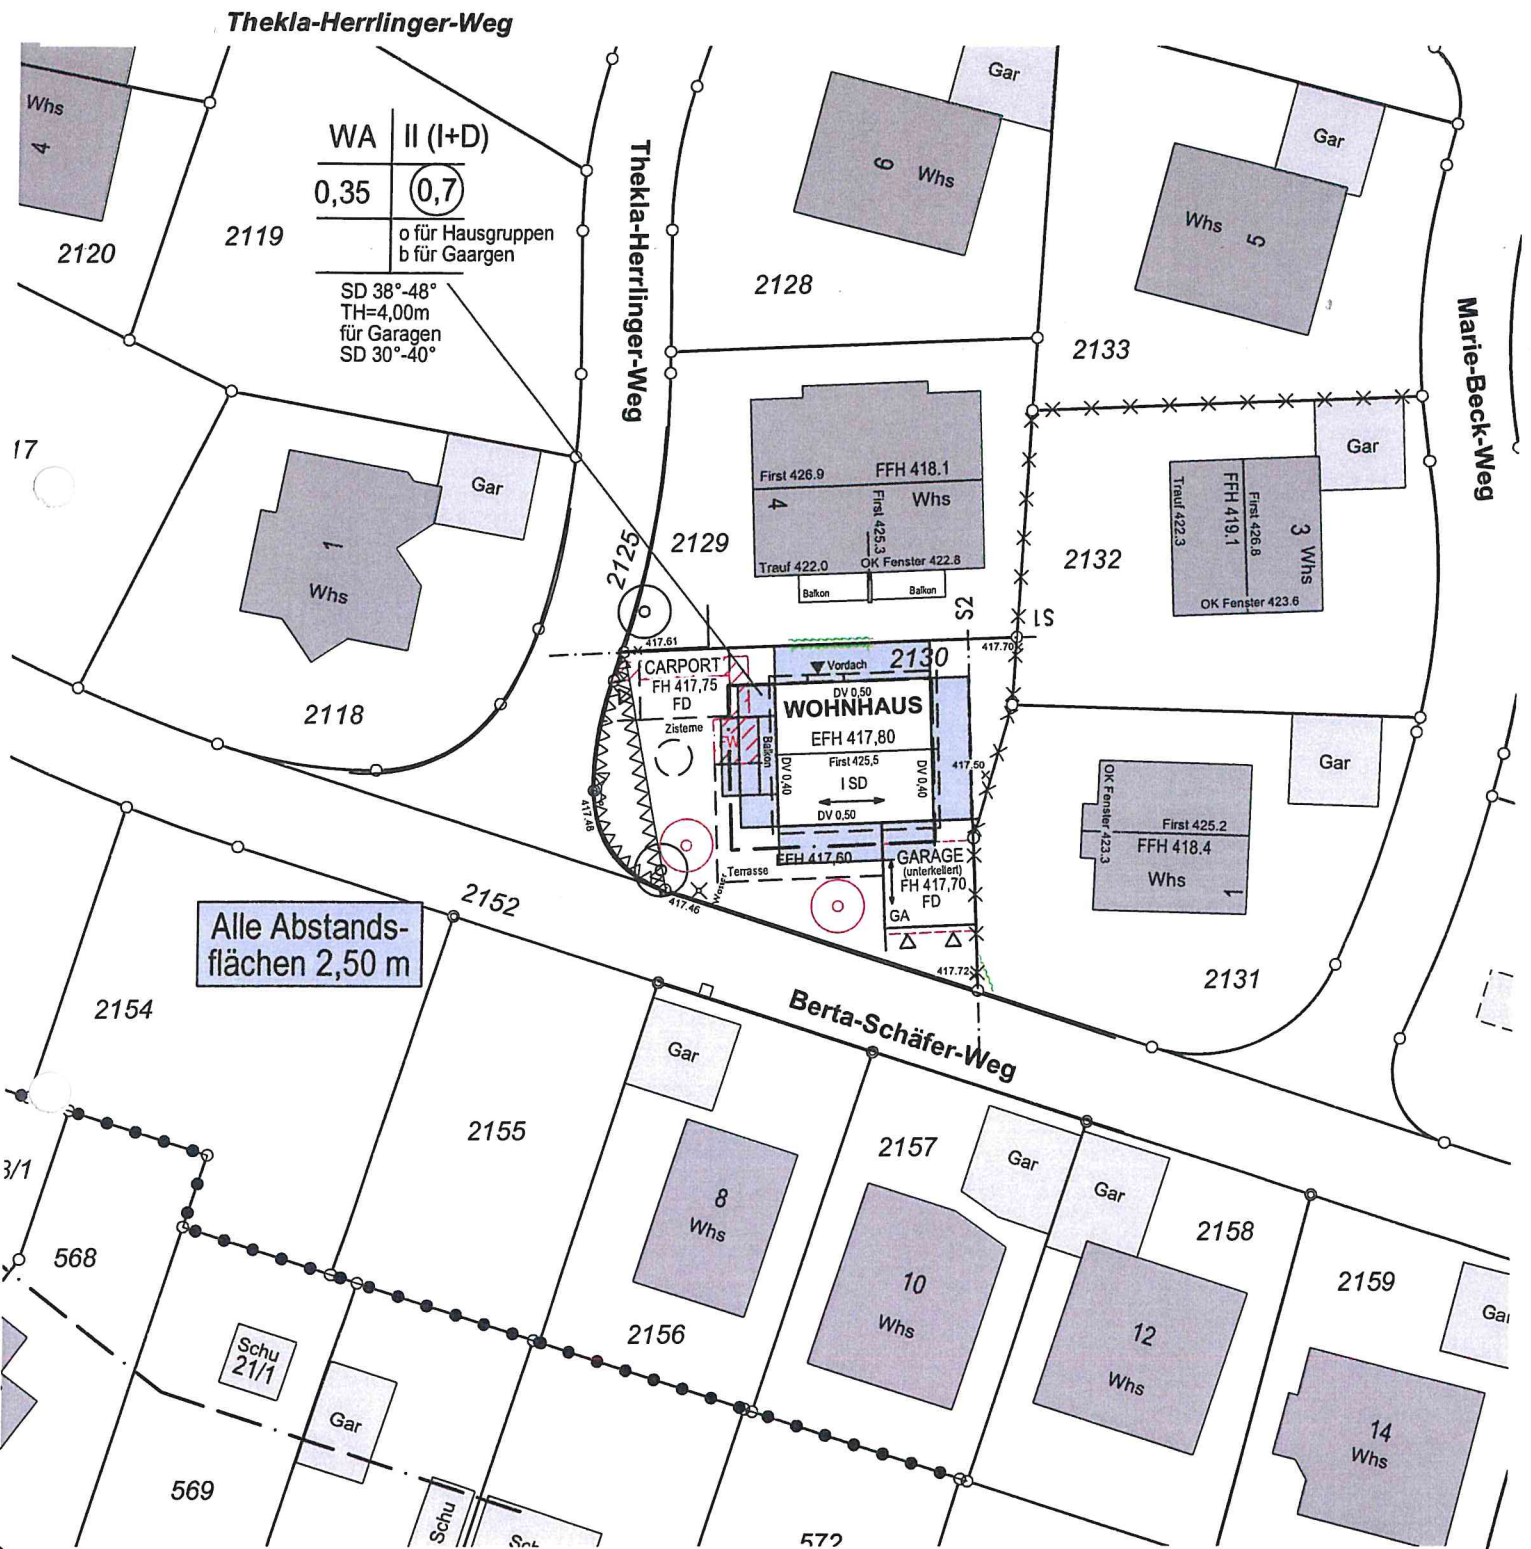 Thekla-Herrlinger-Weg
Whs
4
2120
2119
WA II (I+D)
0,35 0,7
o für Hausgruppen
b für Gaargen
SD 38°-48°
TH=4,00m
für Garagen
SD 30°-40°
Thekla-Herrlinger-Weg
Gar
6 Whs
2128
Gar
Whs 5
2133
Marie-Beck-Weg
17
Gar
1
Whs
2118
2125
2129
First 426.9 FFH 418.1
4 Whs
First 425.3
Trauf 422.0 OK Fenster 422.8
Balkon Balkon
2132
Gar
Trauf 422.3
FFH 419.1
First 426.8
3 Whs
OK Fenster 423.6
S2
S1
417.61
417.70
2130
CARPORT
FH 417,75
FD
Zisterne
FW
Balkon
Vordach
DV 0,50
WOHNHAUS
EFH 417,80
First 425,5
I SD
DV 0,40
DV 0,40
DV 0,50
417.50
417.48
EFH 417,60
Terrasse
Wasser
417.46
GARAGE
(unterkellert)
FH 417,70
FD
GA
417.72
Gar
OK Fenster 423.3
First 425.2
FFH 418.4
Whs
1
2131
2152
Alle Abstands-
flächen 2,50 m
Berta-Schäfer-Weg
2154
2155
Gar
8
Whs
2156
2157
Gar
Gar
10
Whs
2158
12
Whs
2159
Gar
14
Whs
3/1
568
Schu
21/1
Gar
569
Schu
Sch
572